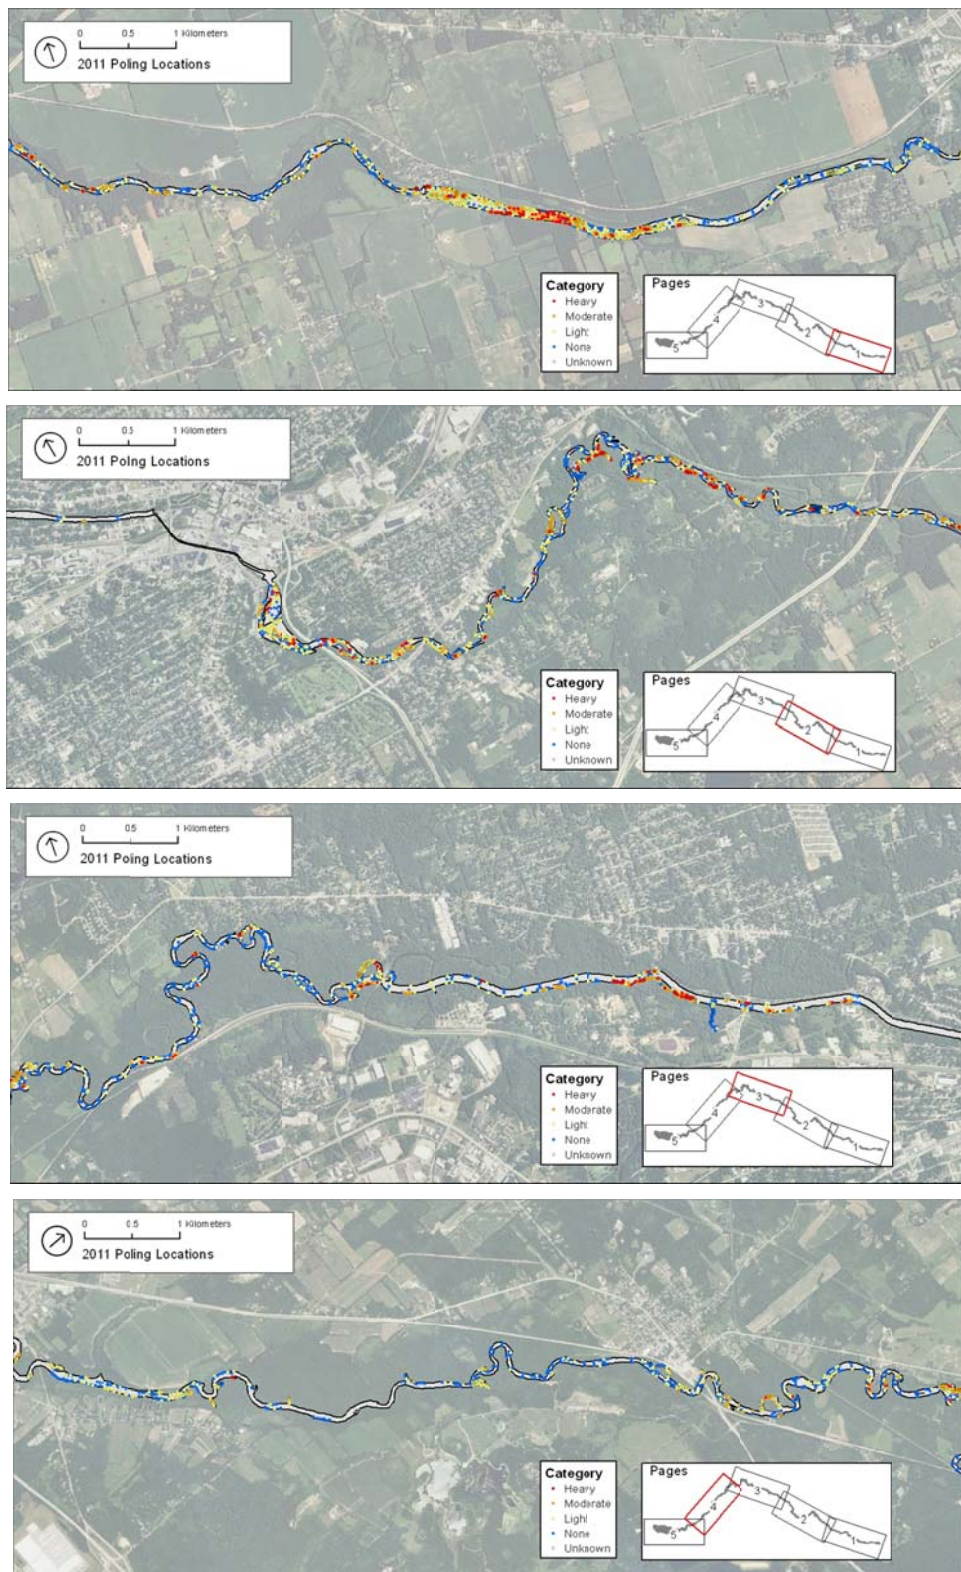 0 0.5 1 Kilometers
2011 Poling Locations
Category
Heavy
Moderate
Light
None
Unknown
Pages
5
4
3
2
1
0 0.5 1 Kilometers
2011 Poling Locations
Category
Heavy
Moderate
Light
None
Unknown
Pages
5
4
3
2
1
0 0.5 1 Kilometers
2011 Poling Locations
Category
Heavy
Moderate
Light
None
Unknown
Pages
5
4
3
2
1
0 0.5 1 Kilometers
2011 Poling Locations
Category
Heavy
Moderate
Light
None
Unknown
Pages
5
4
3
2
1